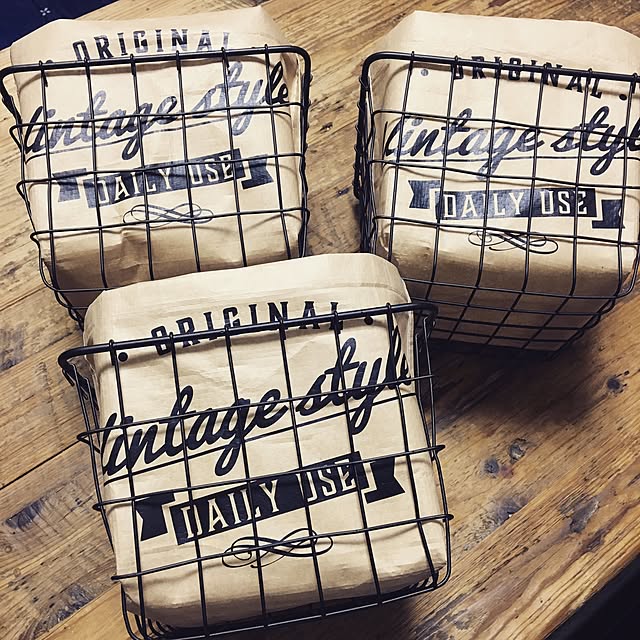 · ORIGINAL
Vintage style
DAILY USE
· ORIGINAL ·
Vintage style
DAILY USE
· ORIGINAL ·
Vintage style
DAILY USE